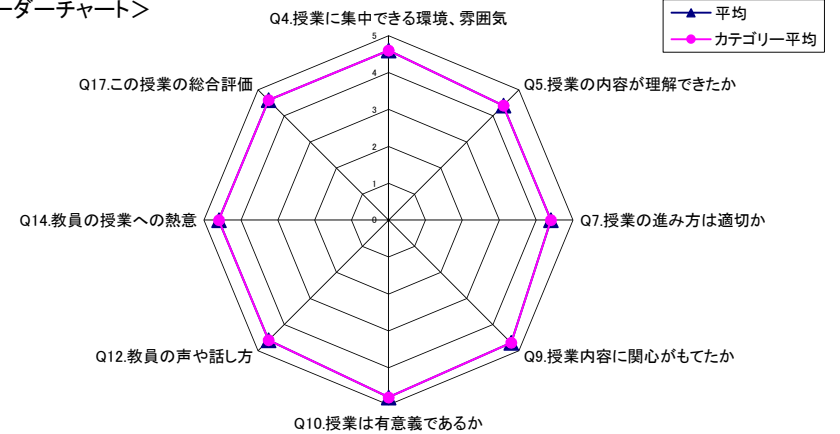 ーダーチャート＞
平均
カテゴリー平均
Q4.授業に集中できる環境、雰囲気
Q17.この授業の総合評価
Q5.授業の内容が理解できたか
Q14.教員の授業への熱意
Q7.授業の進み方は適切か
Q12.教員の声や話し方
Q9.授業内容に関心がもてたか
Q10.授業は有意義であるか
5
4
3
2
1
0